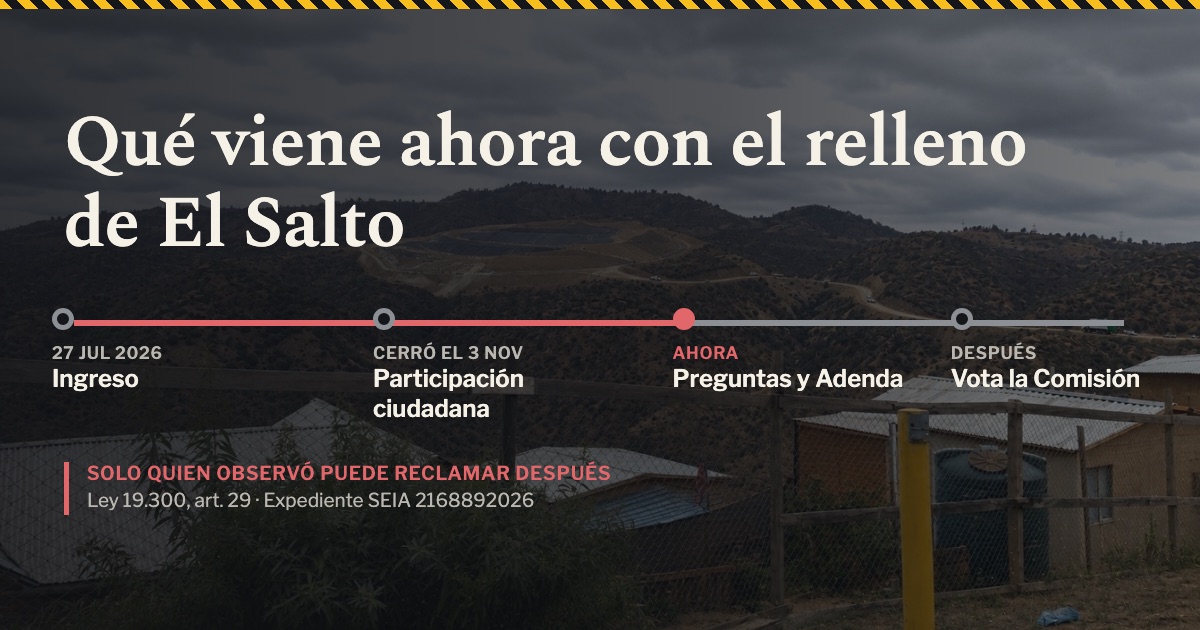 Qué viene ahora con el relleno
de El Salto
27 JUL 2026
Ingreso
CERRÓ EL 3 NOV
Participación
ciudadana
AHORA
Preguntas y Adenda
DESPUÉS
Vota la Comisión
SOLO QUIEN OBSERVÓ PUEDE RECLAMAR DESPUÉS
Ley 19.300, art. 29 · Expediente SEIA 2168892026